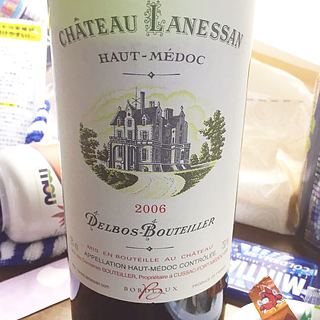 CHÂTEAU LANESSAN
HAUT-MÉDOC
2006
DELBOS-BOUTEILLER
MIS EN BOUTEILLE AU CHÂTEAU
APPELLATION HAUT-MÉDOC CONTRÔLÉE
BOUTEILLER, Propriétaire à CUSSAC-FORT-MÉDOC
BORDEAUX